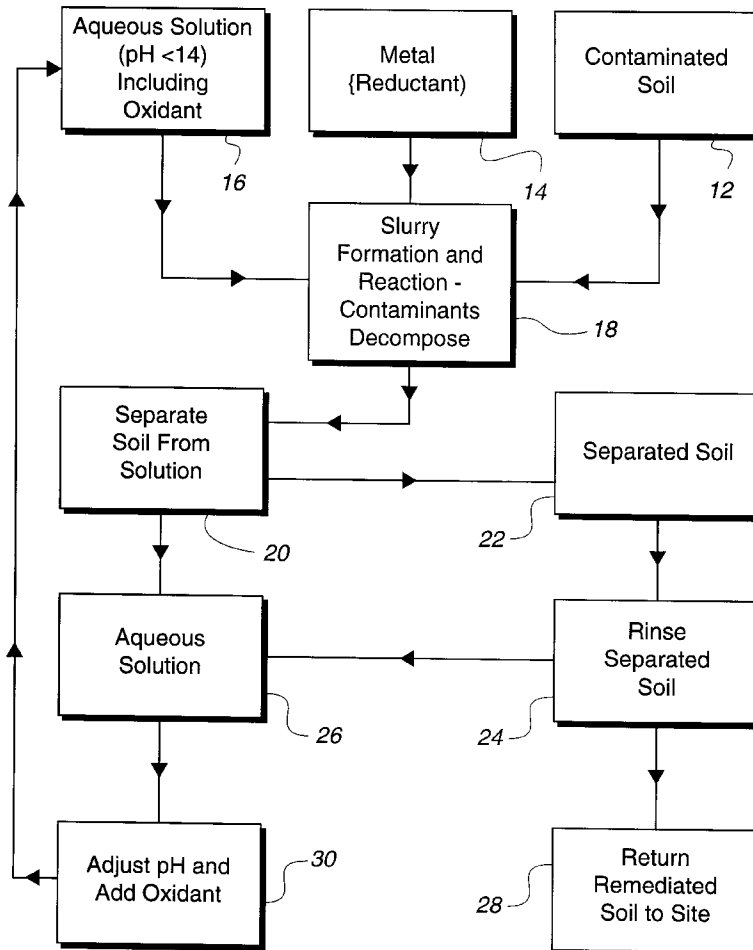 Aqueous Solution
(pH <14)
Including
Oxidant
16
Metal
{Reductant)
14
Contaminated
Soil
12
Slurry
Formation and
Reaction -
Contaminants
Decompose
18
Separate
Soil From
Solution
20
Separated Soil
22
Aqueous
Solution
26
Rinse
Separated
Soil
24
Adjust pH and
Add Oxidant
30
Return
Remediated
Soil to Site
28